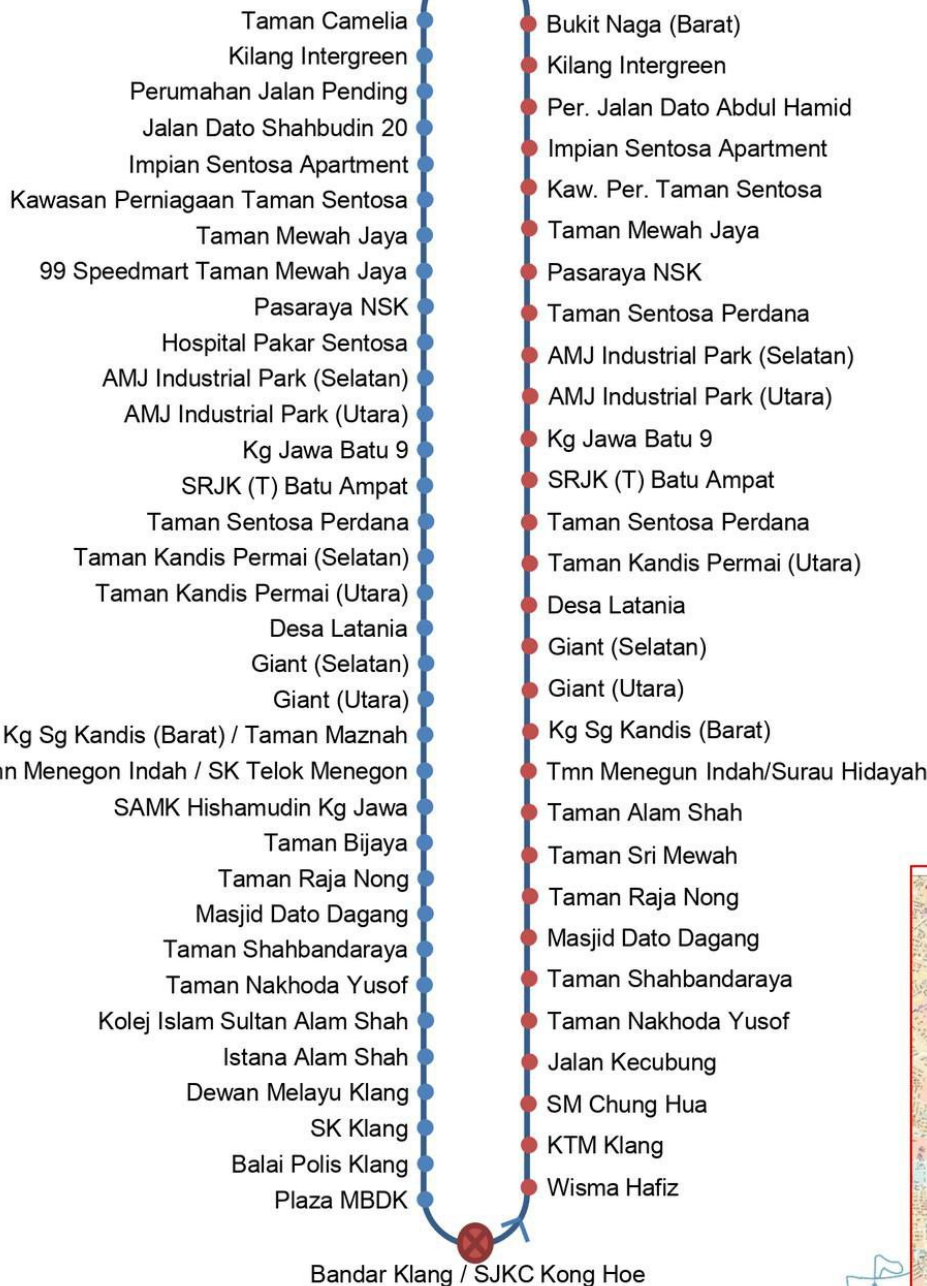 Taman Camelia
Kilang Intergreen
Perumahan Jalan Pending
Jalan Dato Shahbudin 20
Impian Sentosa Apartment
Kawasan Perniagaan Taman Sentosa
Taman Mewah Jaya
99 Speedmart Taman Mewah Jaya
Pasaraya NSK
Hospital Pakar Sentosa
AMJ Industrial Park (Selatan)
AMJ Industrial Park (Utara)
Kg Jawa Batu 9
SRJK (T) Batu Ampat
Taman Sentosa Perdana
Taman Kandis Permai (Selatan)
Taman Kandis Permai (Utara)
Desa Latania
Giant (Selatan)
Giant (Utara)
Kg Sg Kandis (Barat) / Taman Maznah
Menegon Indah / SK Telok Menegon
SAMK Hishamudin Kg Jawa
Taman Bijaya
Taman Raja Nong
Masjid Dato Dagang
Taman Shahbandaraya
Taman Nakhoda Yusof
Kolej Islam Sultan Alam Shah
Istana Alam Shah
Dewan Melayu Klang
SK Klang
Balai Polis Klang
Plaza MBDK
Bukit Naga (Barat)
Kilang Intergreen
Per. Jalan Dato Abdul Hamid
Impian Sentosa Apartment
Kaw. Per. Taman Sentosa
Taman Mewah Jaya
Pasaraya NSK
Taman Sentosa Perdana
AMJ Industrial Park (Selatan)
AMJ Industrial Park (Utara)
Kg Jawa Batu 9
SRJK (T) Batu Ampat
Taman Sentosa Perdana
Taman Kandis Permai (Utara)
Desa Latania
Giant (Selatan)
Giant (Utara)
Kg Sg Kandis (Barat)
Tmn Menegun Indah/Surau Hidayah
Taman Alam Shah
Taman Sri Mewah
Taman Raja Nong
Masjid Dato Dagang
Taman Shahbandaraya
Taman Nakhoda Yusof
Jalan Kecubung
SM Chung Hua
KTM Klang
Wisma Hafiz
Bandar Klang / SJKC Kong Hoe